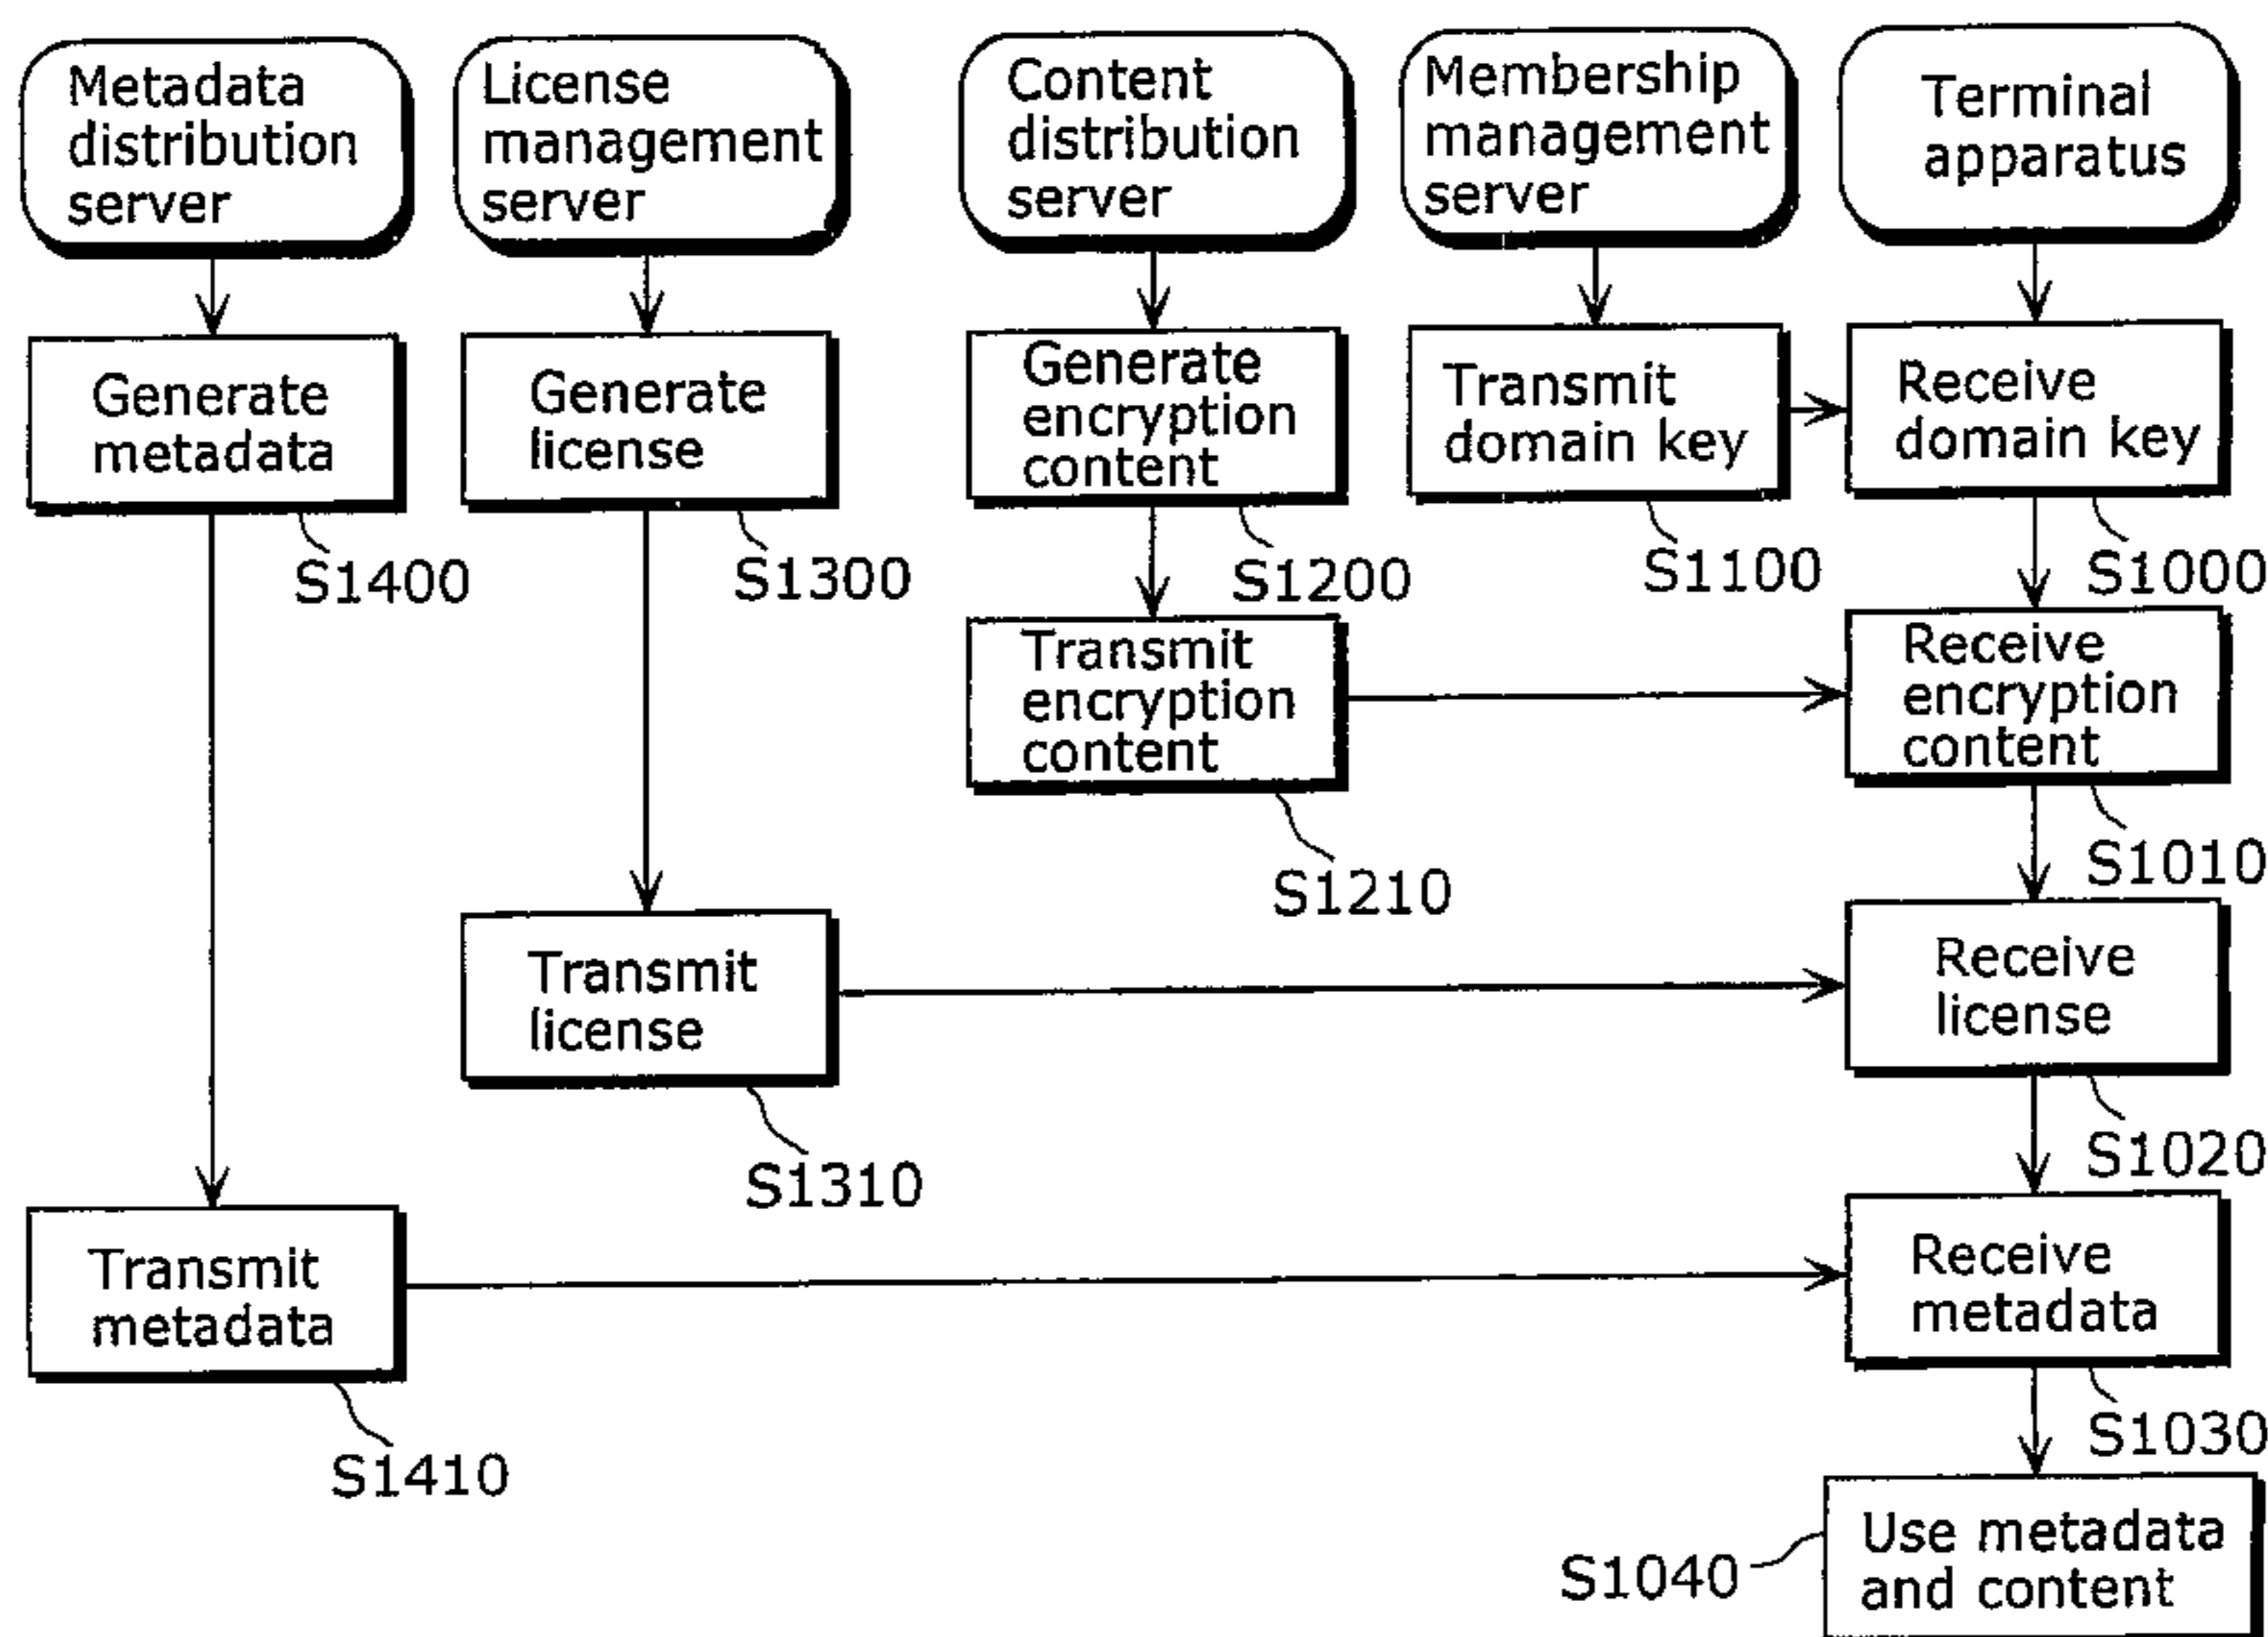 Metadata
distribution
server
License
management
server
Content
distribution
server
Membership
management
server
Terminal
apparatus
Generate
metadata
Generate
license
Generate
encryption
content
Transmit
domain key
Receive
domain key
S1400
S1300
S1200
S1100
S1000
Transmit
encryption
content
Receive
encryption
content
S1210
S1010
Transmit
license
Receive
license
S1310
S1020
Transmit
metadata
Receive
metadata
S1410
S1030
S1040
Use metadata
and content